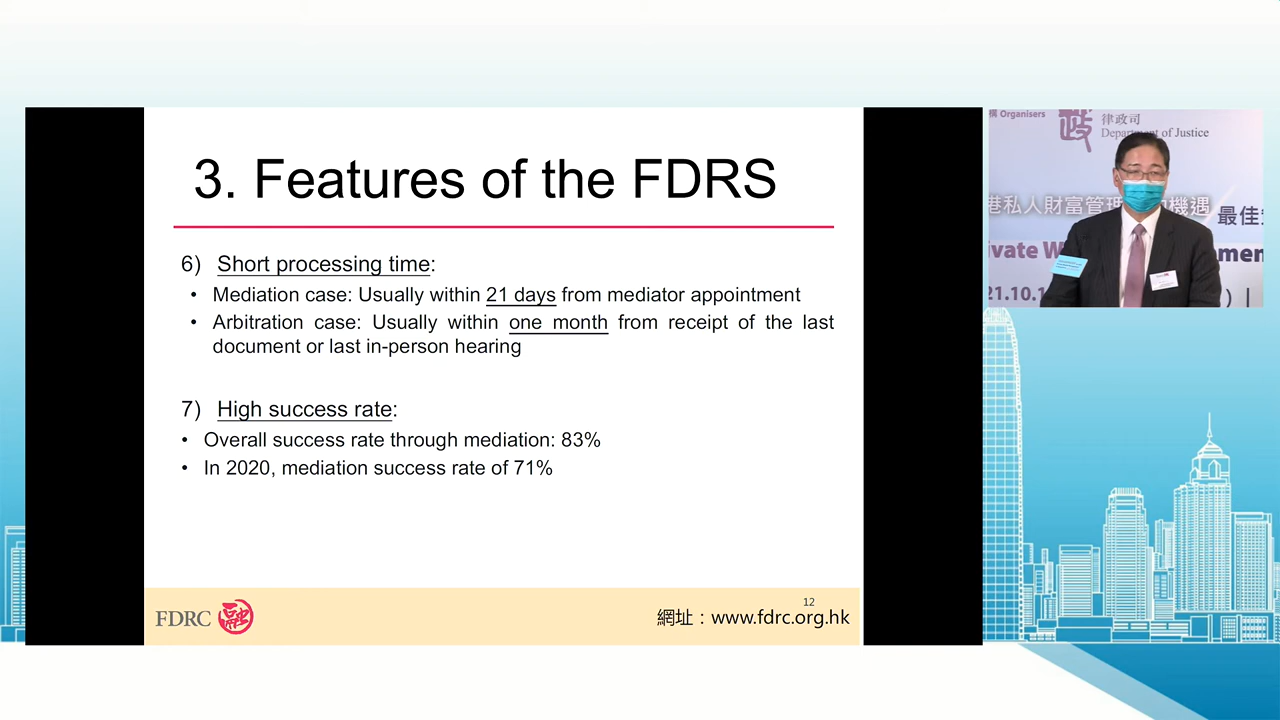 3. Features of the FDRS
6) Short processing time:
• Mediation case: Usually within 21 days from mediator appointment
• Arbitration case: Usually within one month from receipt of the last
document or last in-person hearing
7) High success rate:
• Overall success rate through mediation: 83%
• In 2020, mediation success rate of 71%
FDRC
12
網址：www.fdrc.org.hk
構 Organisers
律政司
Department of Justice
港私人財富管理
機遇
最佳
ivate W
men
21.10.1